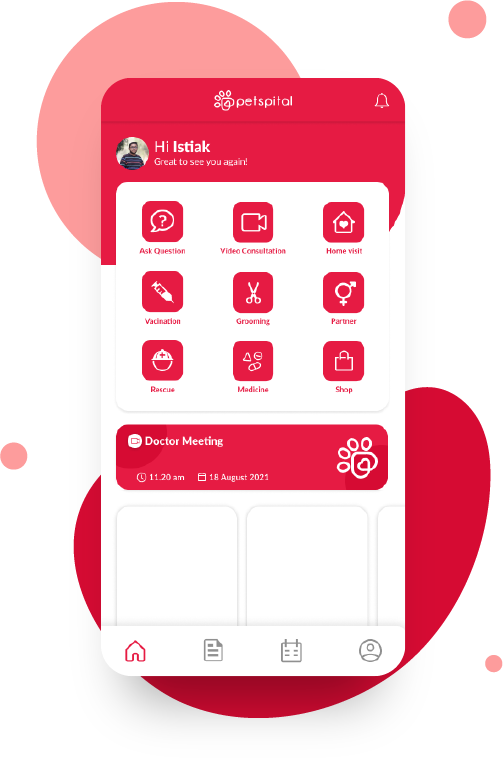 petspital
Hi Istiak
Great to see you again!
Ask Question
Video Consultation
Home visit
Vacination
Grooming
Partner
Rescue
Medicine
Shop
Doctor Meeting
11.20 am
18 August 2021